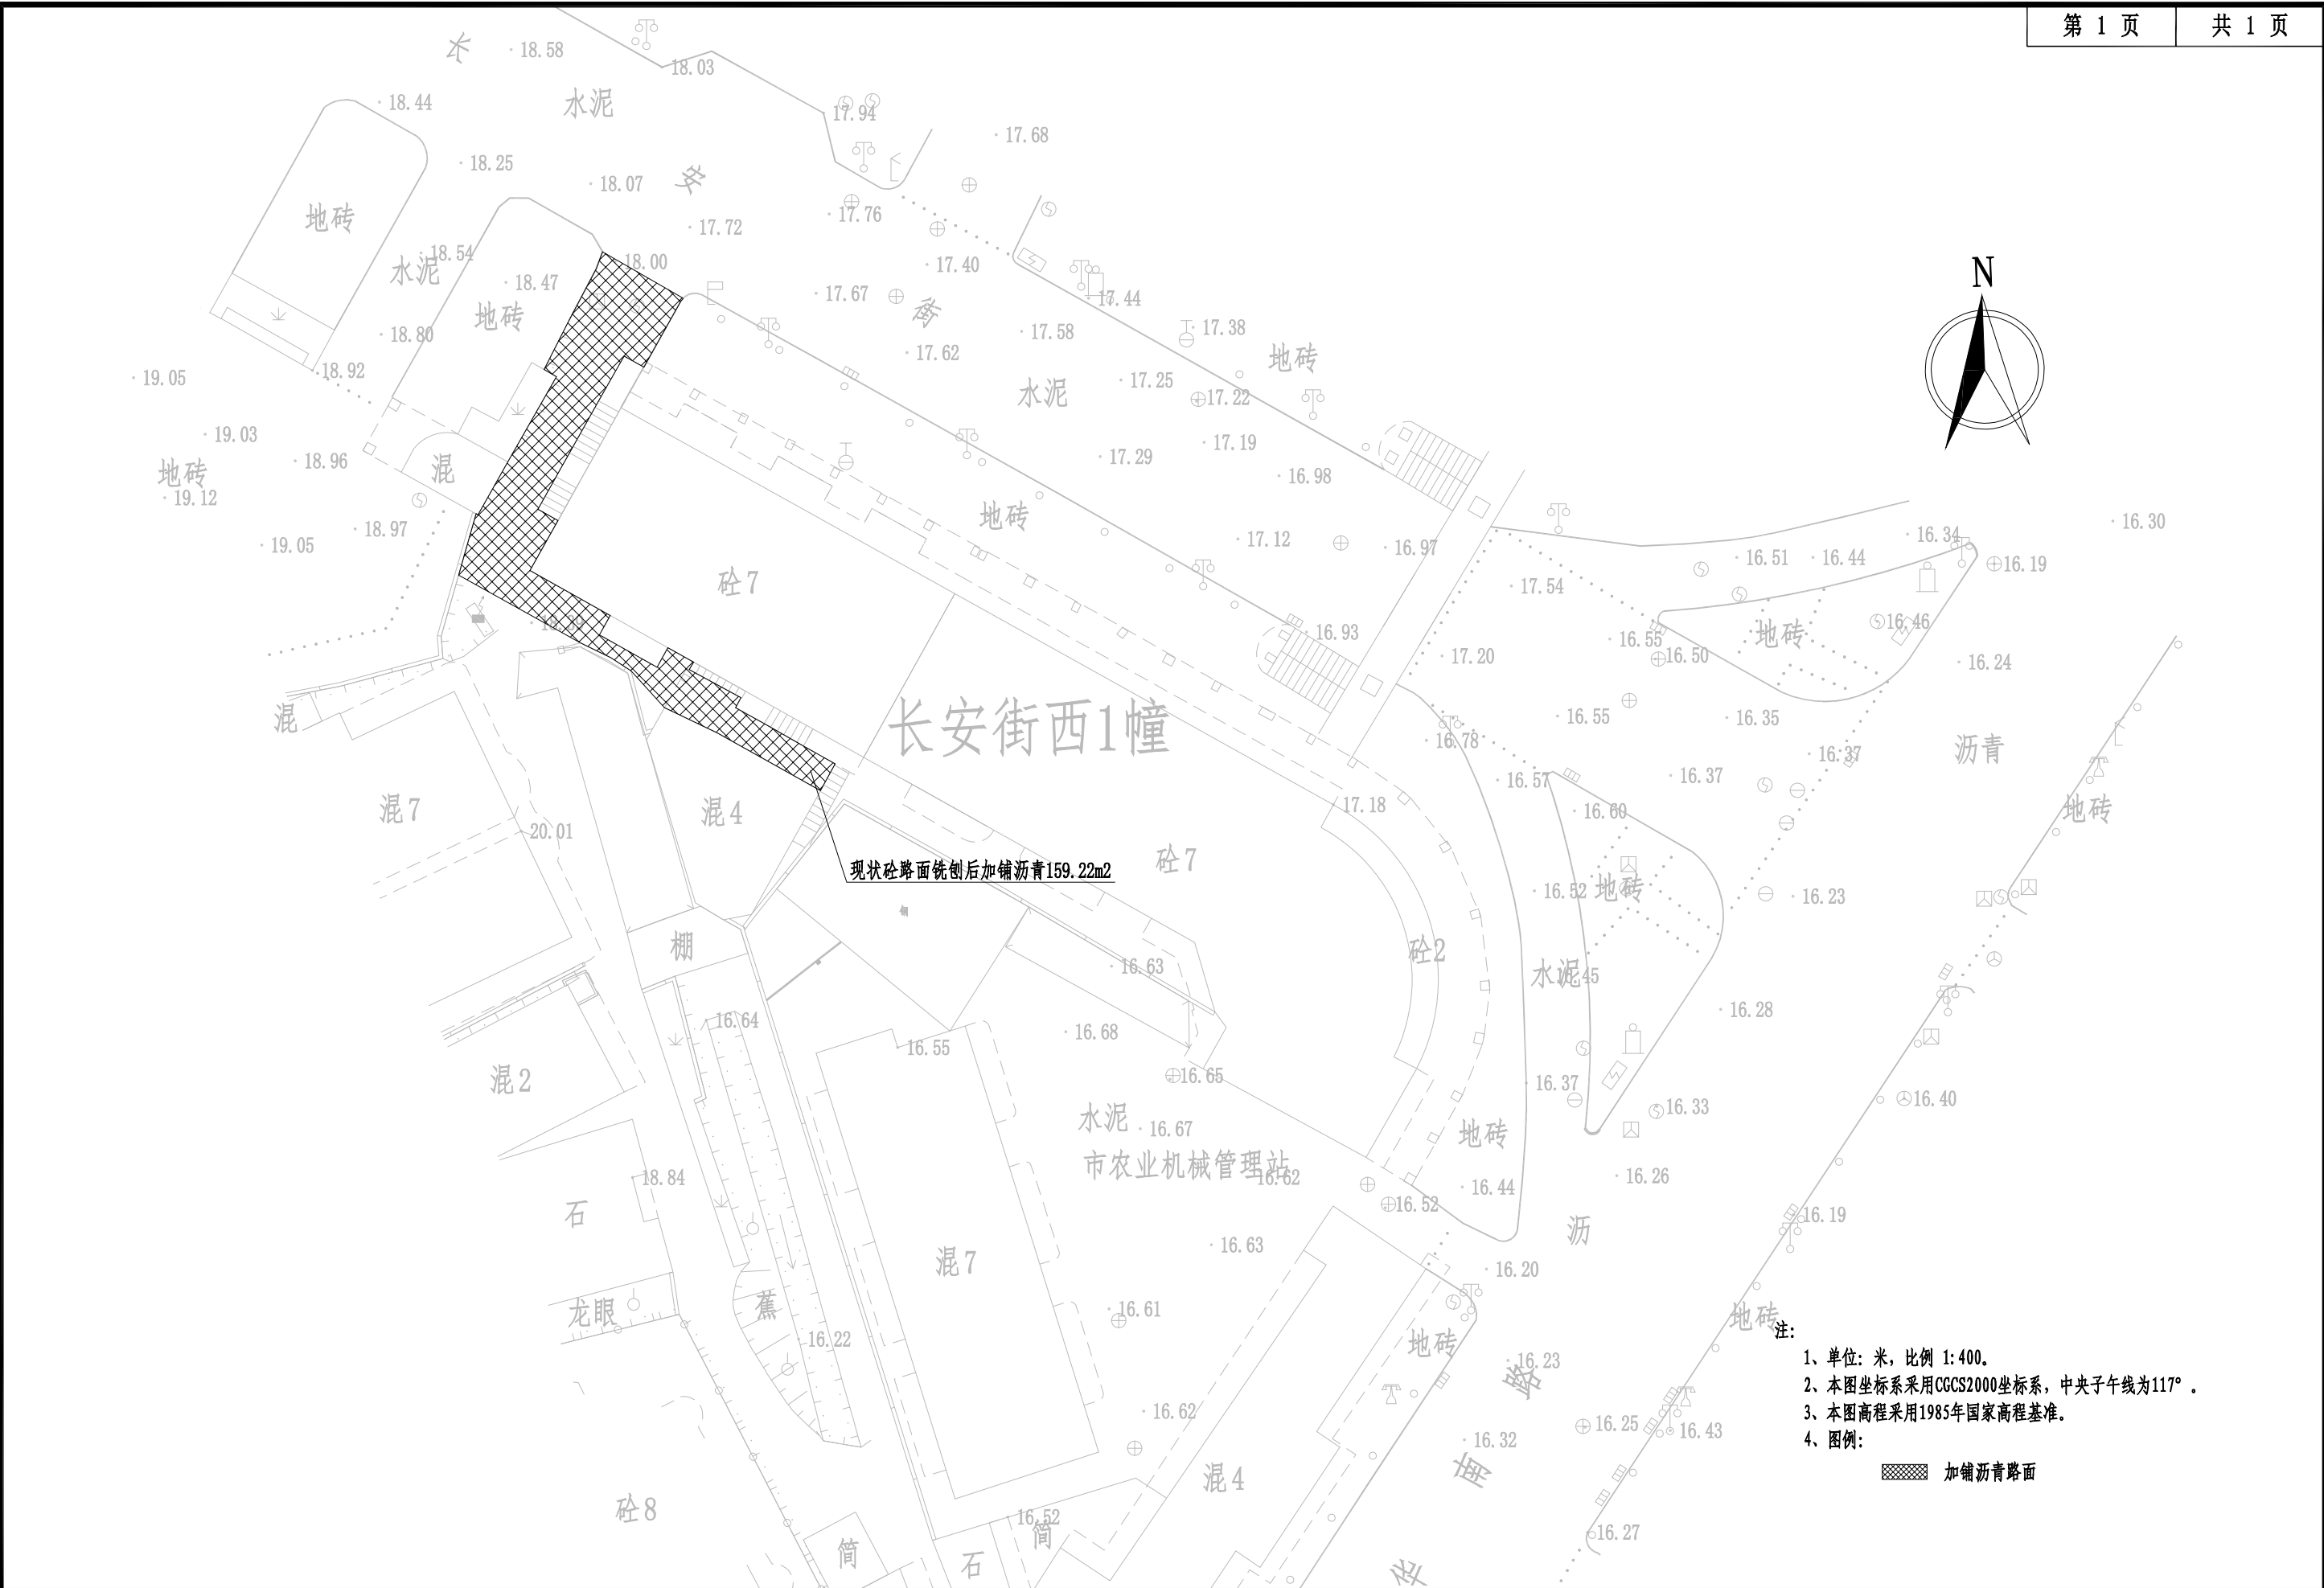 第 1 页 共 1 页
长
18.58
18.03
18.44
水泥
17.94
17.68
18.25
18.07
安
地砖
17.76
17.72
18.54
水泥
18.00
17.40
18.47
17.67
17.44
地砖
街
17.58
17.38
18.80
17.62
地砖
18.92
19.05
17.25
水泥
17.22
19.03
17.19
18.96
混
17.29
地砖
16.98
19.12
地砖
18.97
16.30
19.05
17.12
16.97
16.34
16.51
16.44
16.19
砼7
17.54
16.46
16.93
地砖
16.55
17.20
16.50
16.24
混
长安街西1幢
16.55
16.35
16.78
16.37
沥青
16.57
16.37
混7
混4
17.18
16.60
地砖
20.01
砼7
现状砼路面铣刨后加铺沥青159.22m2
16.52
地砖
16.23
棚
砼2
16.63
水泥
16.45
16.64
16.68
16.28
16.55
混2
16.65
16.37
16.40
16.33
水泥
16.67
地砖
市农业机械管理站
16.62
18.84
16.26
16.44
16.52
石
16.19
沥
16.63
混7
16.20
龙眼
蕉
16.61
地砖
16.22
地砖
注:
1、单位: 米, 比例 1:400。
16.23
路
2、本图坐标系采用CGCS2000坐标系, 中央子午线为117° 。
3、本图高程采用1985年国家高程基准。
16.62
16.25
16.43
4、图例:
16.32
南
加铺沥青路面
混4
砼8
16.52
简
16.27
简
石
华